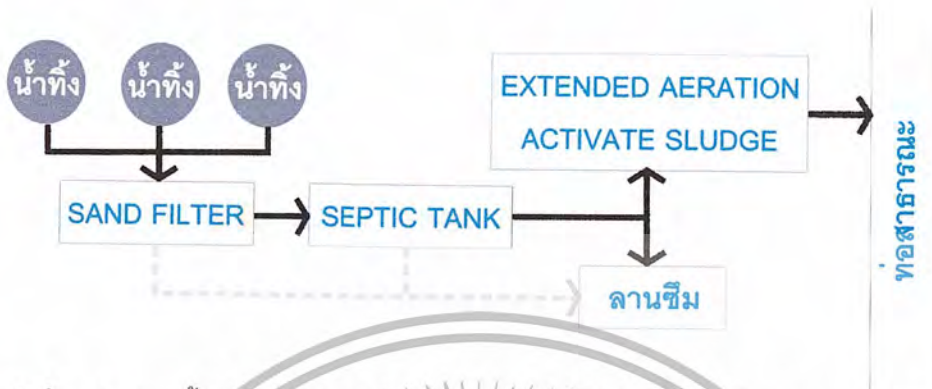 น้ำทิ้ง น้ำทิ้ง น้ำทิ้ง
EXTENDED AERATION
ACTIVATE SLUDGE
SAND FILTER
SEPTIC TANK
ลานซึม
ท่อสาธารณะ